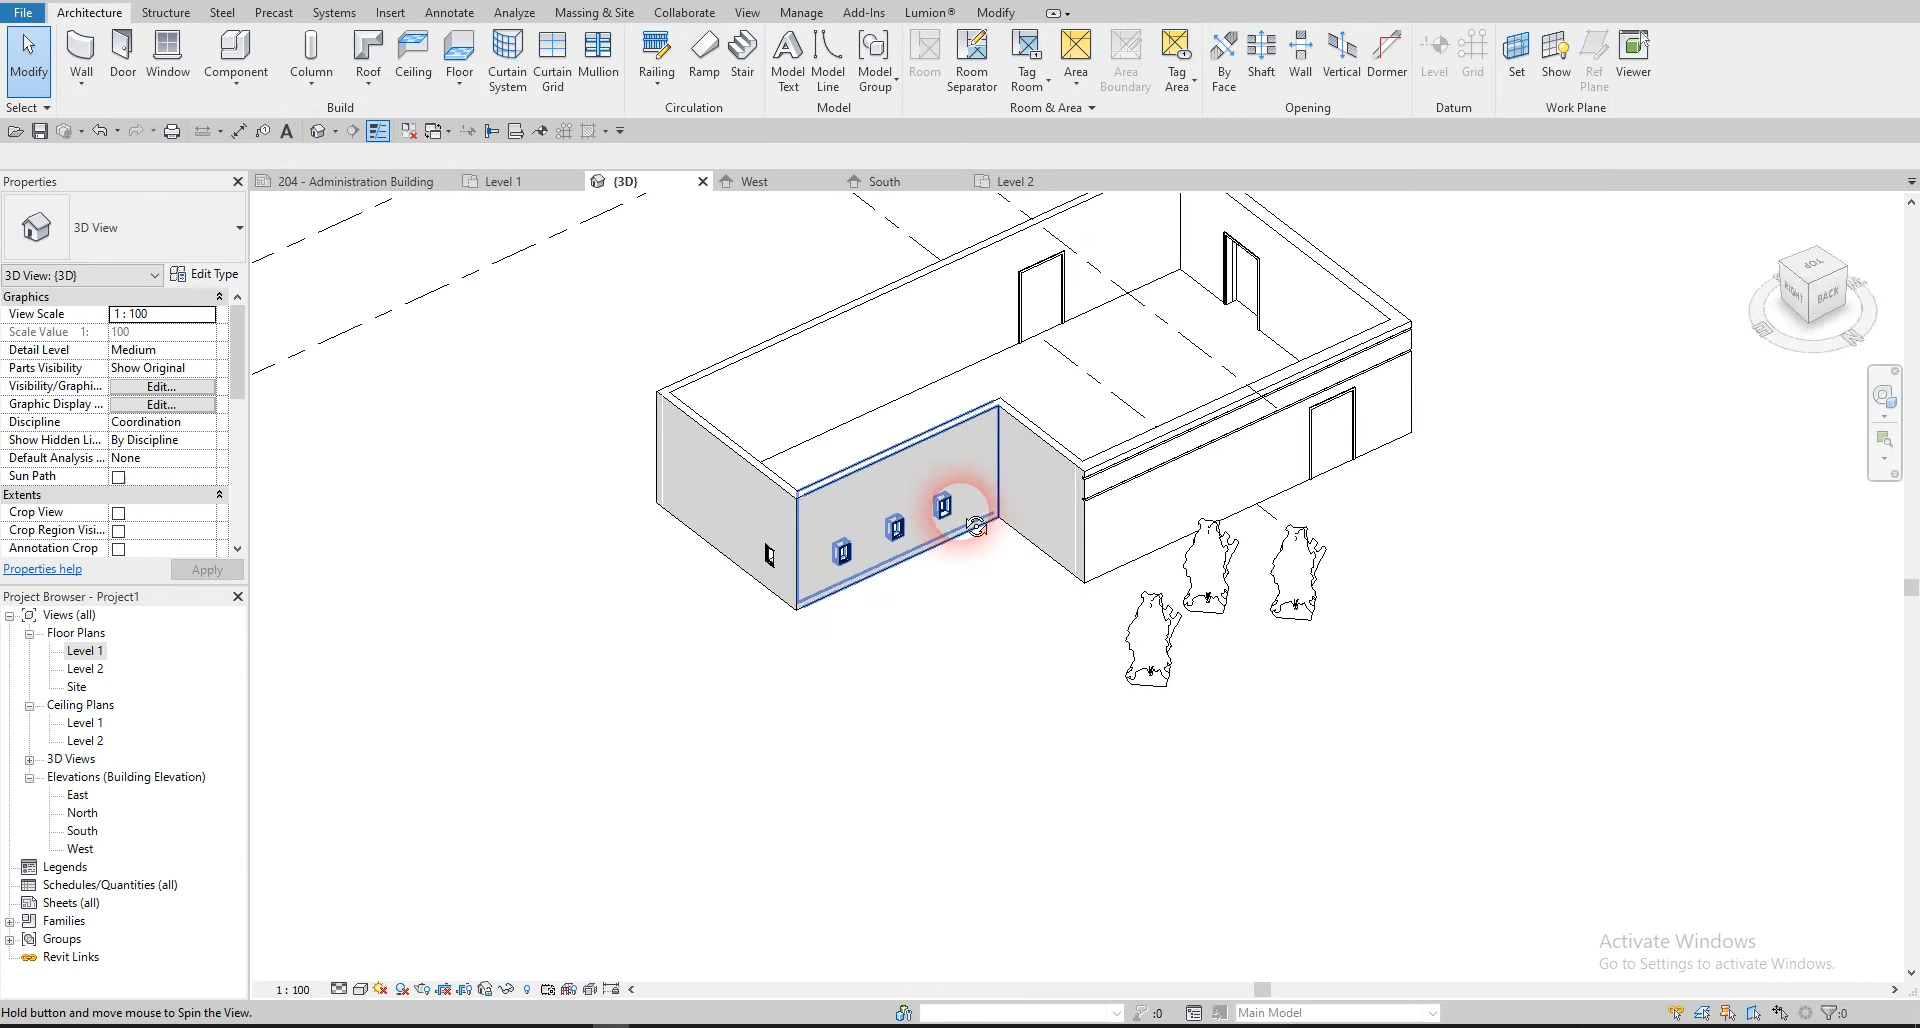 File Architecture Structure Steel Precast Systems Insert Annotate Analyze Massing & Site Collaborate View Manage Add-Ins Lumion® Modify
Modify Wall Door Window Component Column Roof Ceiling Floor Curtain System Curtain Grid Mullion Railing Ramp Stair Model Text Model Line Model Group Room Room Separator Tag Room Area Area Boundary Tag Area By Face Shaft Wall Vertical Dormer Level Grid Set Show Ref Plane Viewer
Select Build Circulation Model Room & Area Opening Datum Work Plane
Properties
204 - Administration Building Level 1 {3D} West South Level 2
3D View
3D View: {3D} Edit Type
Graphics
View Scale 1 : 100
Scale Value 1: 100
Detail Level Medium
Parts Visibility Show Original
Visibility/Graphi... Edit...
Graphic Display ... Edit...
Discipline Coordination
Show Hidden Li... By Discipline
Default Analysis ... None
Sun Path
Extents
Crop View
Crop Region Visi...
Annotation Crop
Properties help Apply
Project Browser - Project1
Views (all)
Floor Plans
Level 1
Level 2
Site
Ceiling Plans
Level 1
Level 2
3D Views
Elevations (Building Elevation)
East
North
South
West
Legends
Schedules/Quantities (all)
Sheets (all)
Families
Groups
Revit Links
TOP
RIGHT BACK
Activate Windows
Go to Settings to activate Windows.
1 : 100
Hold button and move mouse to Spin the View. :0 Main Model :0